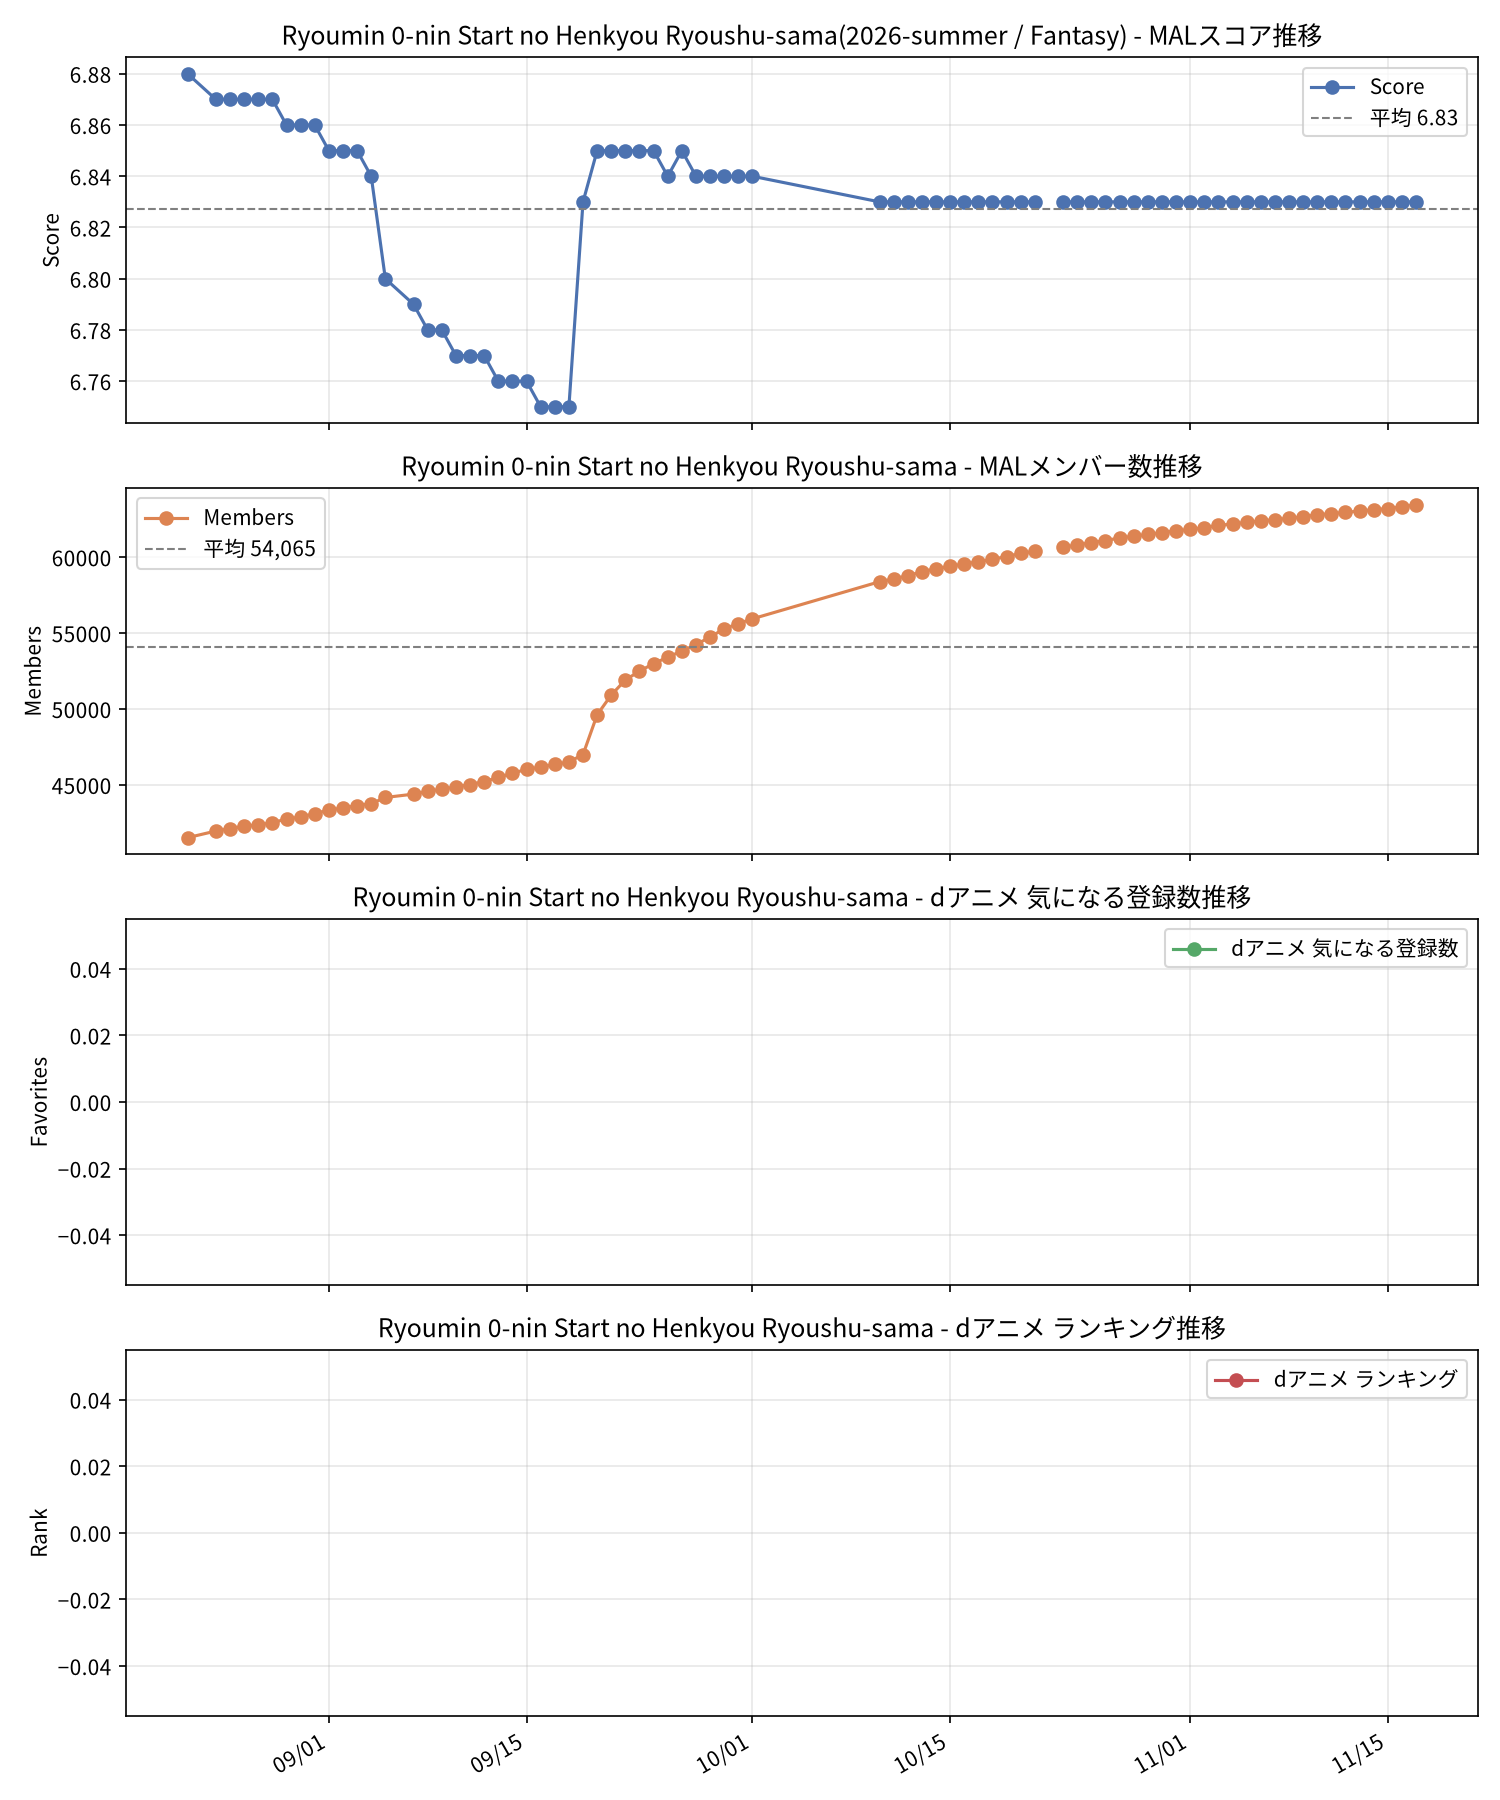 Ryoumin 0-nin Start no Henkyou Ryoushu-sama(2026-summer / Fantasy) - MALスコア推移
Score
6.88
6.86
6.84
6.82
6.80
6.78
6.76
Score
平均 6.83
Ryoumin 0-nin Start no Henkyou Ryoushu-sama - MALメンバー数推移
Members
60000
55000
50000
45000
Members
平均 54,065
Ryoumin 0-nin Start no Henkyou Ryoushu-sama - dアニメ 気になる登録数推移
Favorites
0.04
0.02
0.00
−0.02
−0.04
dアニメ 気になる登録数
Ryoumin 0-nin Start no Henkyou Ryoushu-sama - dアニメ ランキング推移
Rank
0.04
0.02
0.00
−0.02
−0.04
dアニメ ランキング
09/01
09/15
10/01
10/15
11/01
11/15